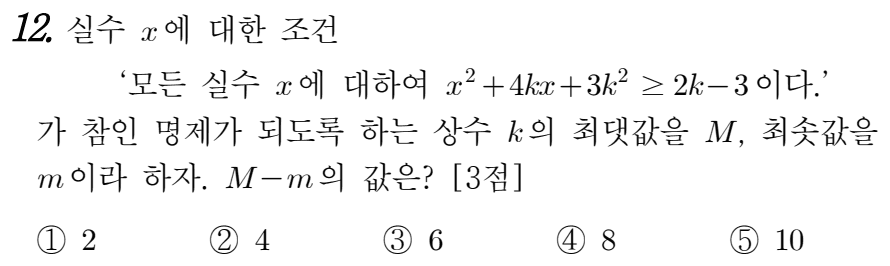 12. 실수 x에 대한 조건
‘모든 실수 x에 대하여 x² + 4kx + 3k² ≥ 2k − 3이다.’
가 참인 명제가 되도록 하는 상수 k의 최댓값을 M, 최솟값을
m이라 하자. M − m의 값은? [3점]
① 2 ② 4 ③ 6 ④ 8 ⑤ 10